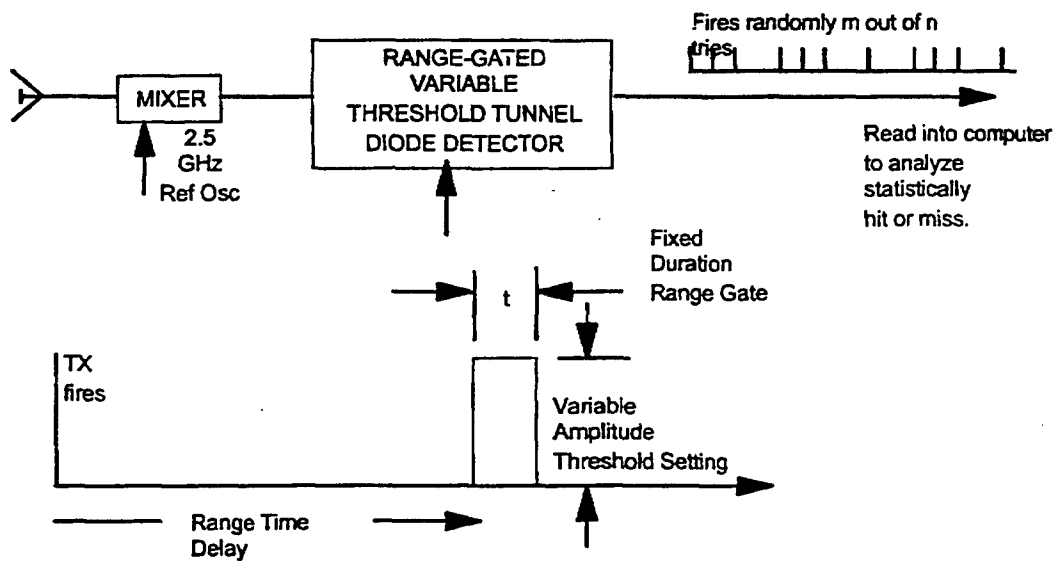 Fires randomly m out of n
tries
MIXER
2.5
GHz
Ref Osc
RANGE-GATED
VARIABLE
THRESHOLD TUNNEL
DIODE DETECTOR
Read into computer
to analyze
statistically
hit or miss.
Fixed
Duration
Range Gate
t
TX
fires
Variable
Amplitude
Threshold Setting
Range Time
Delay